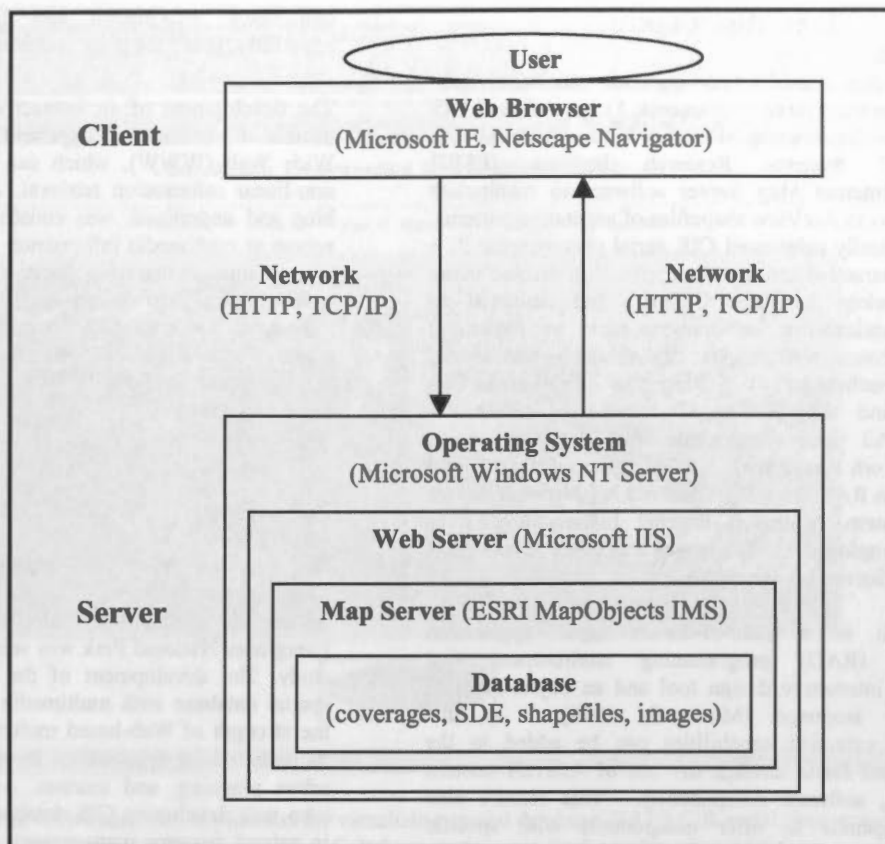 User
Web Browser
Client
(Microsoft IE, Netscape Navigator)
Network
(HTTP, TCP/IP)
Network
(HTTP, TCP/IP)
Operating System
(Microsoft Windows NT Server)
Web Server (Microsoft IIS)
Server
Map Server (ESRI MapObjects IMS)
Database
(coverages, SDE, shapefiles, images)